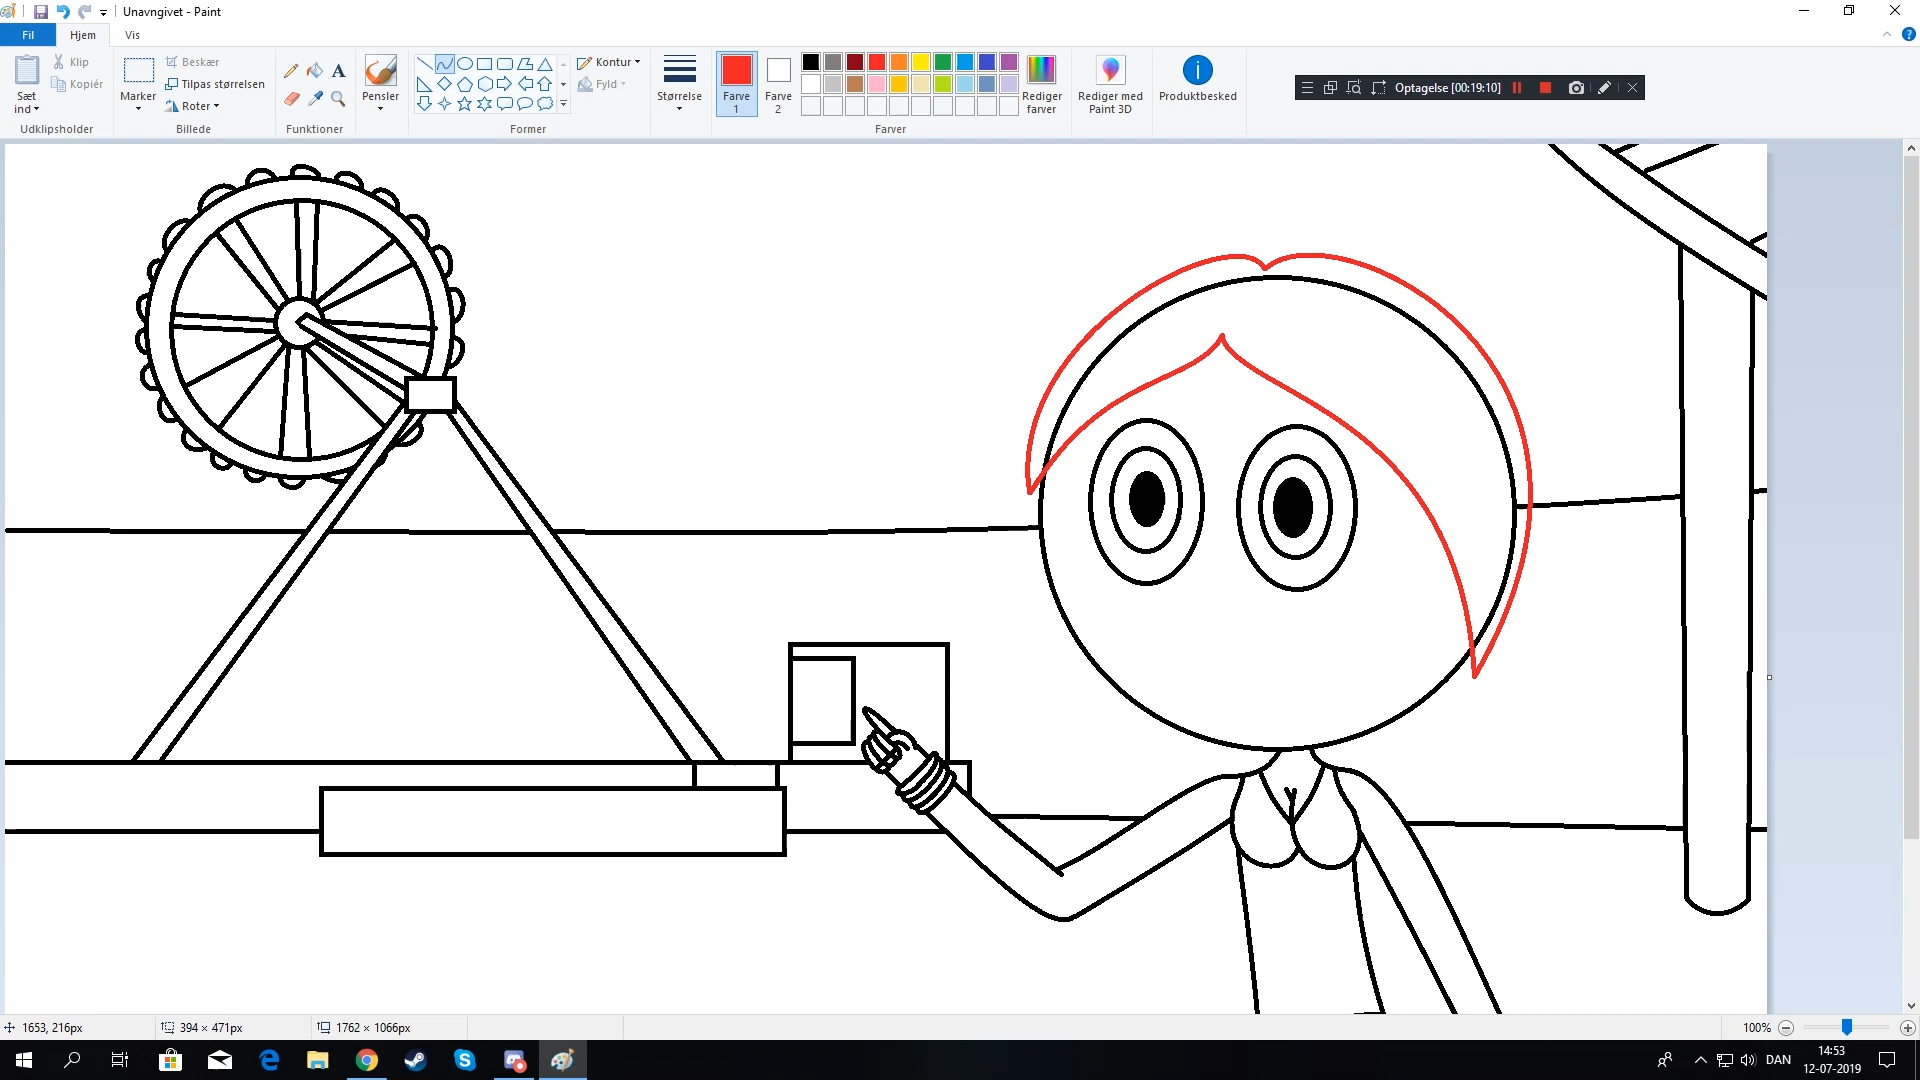 Unavngivet - Paint
Fil
Hjem
Vis
Sæt ind
Klip
Kopiér
Udklipsholder
Marker
Beskær
Tilpas størrelsen
Roter
Billede
A
Funktioner
Pensler
Kontur
Fyld
Former
Størrelse
Farve 1
Farve 2
Rediger farver
Farver
Rediger med Paint 3D
Produktbesked
Optagelse [00:19:10]
1653, 216px
394 × 471px
1762 × 1066px
100%
DAN
14:53
12-07-2019